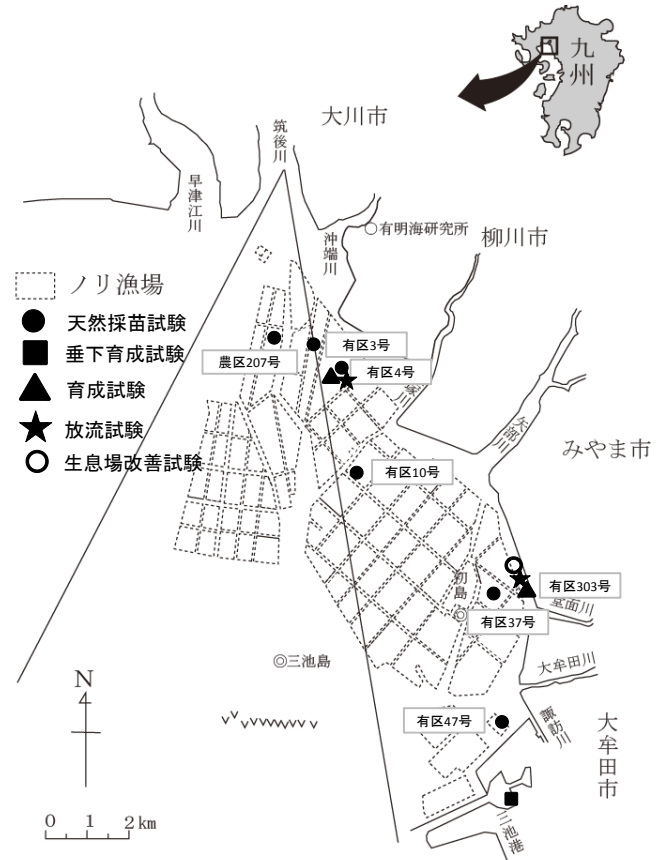 九州
大川市
筑後川
早津江川
沖端川
○有明海研究所
柳川市
ノリ漁場
天然採苗試験
垂下育成試験
育成試験
放流試験
生息場改善試験
農区207号
有区3号
有区4号
塚川
有区10号
矢部川
みやま市
初島
有区303号
堂面川
有区37号
◎三池島
大牟田川
有区47号
諏訪川
大牟田市
三池港
N
0 1 2km